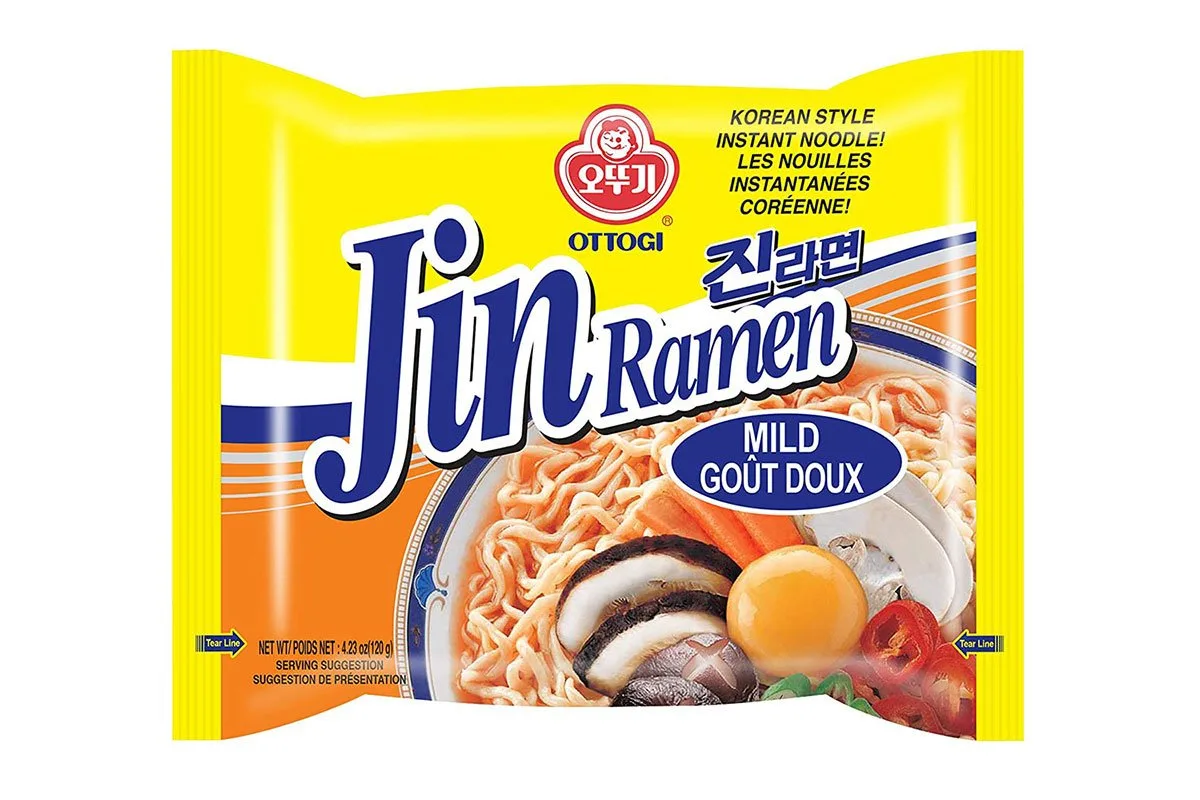 오뚜기
®
OTTOGI
KOREAN STYLE
INSTANT NOODLE!
LES NOUILLES
INSTANTANÉES
CORÉENNE!
진라면
Jin Ramen
MILD
GOÛT DOUX
Tear Line
NET WT/ POIDS NET : 4.23 oz(120 g)
SERVING SUGGESTION
SUGGESTION DE PRÉSENTATION
Tear Line